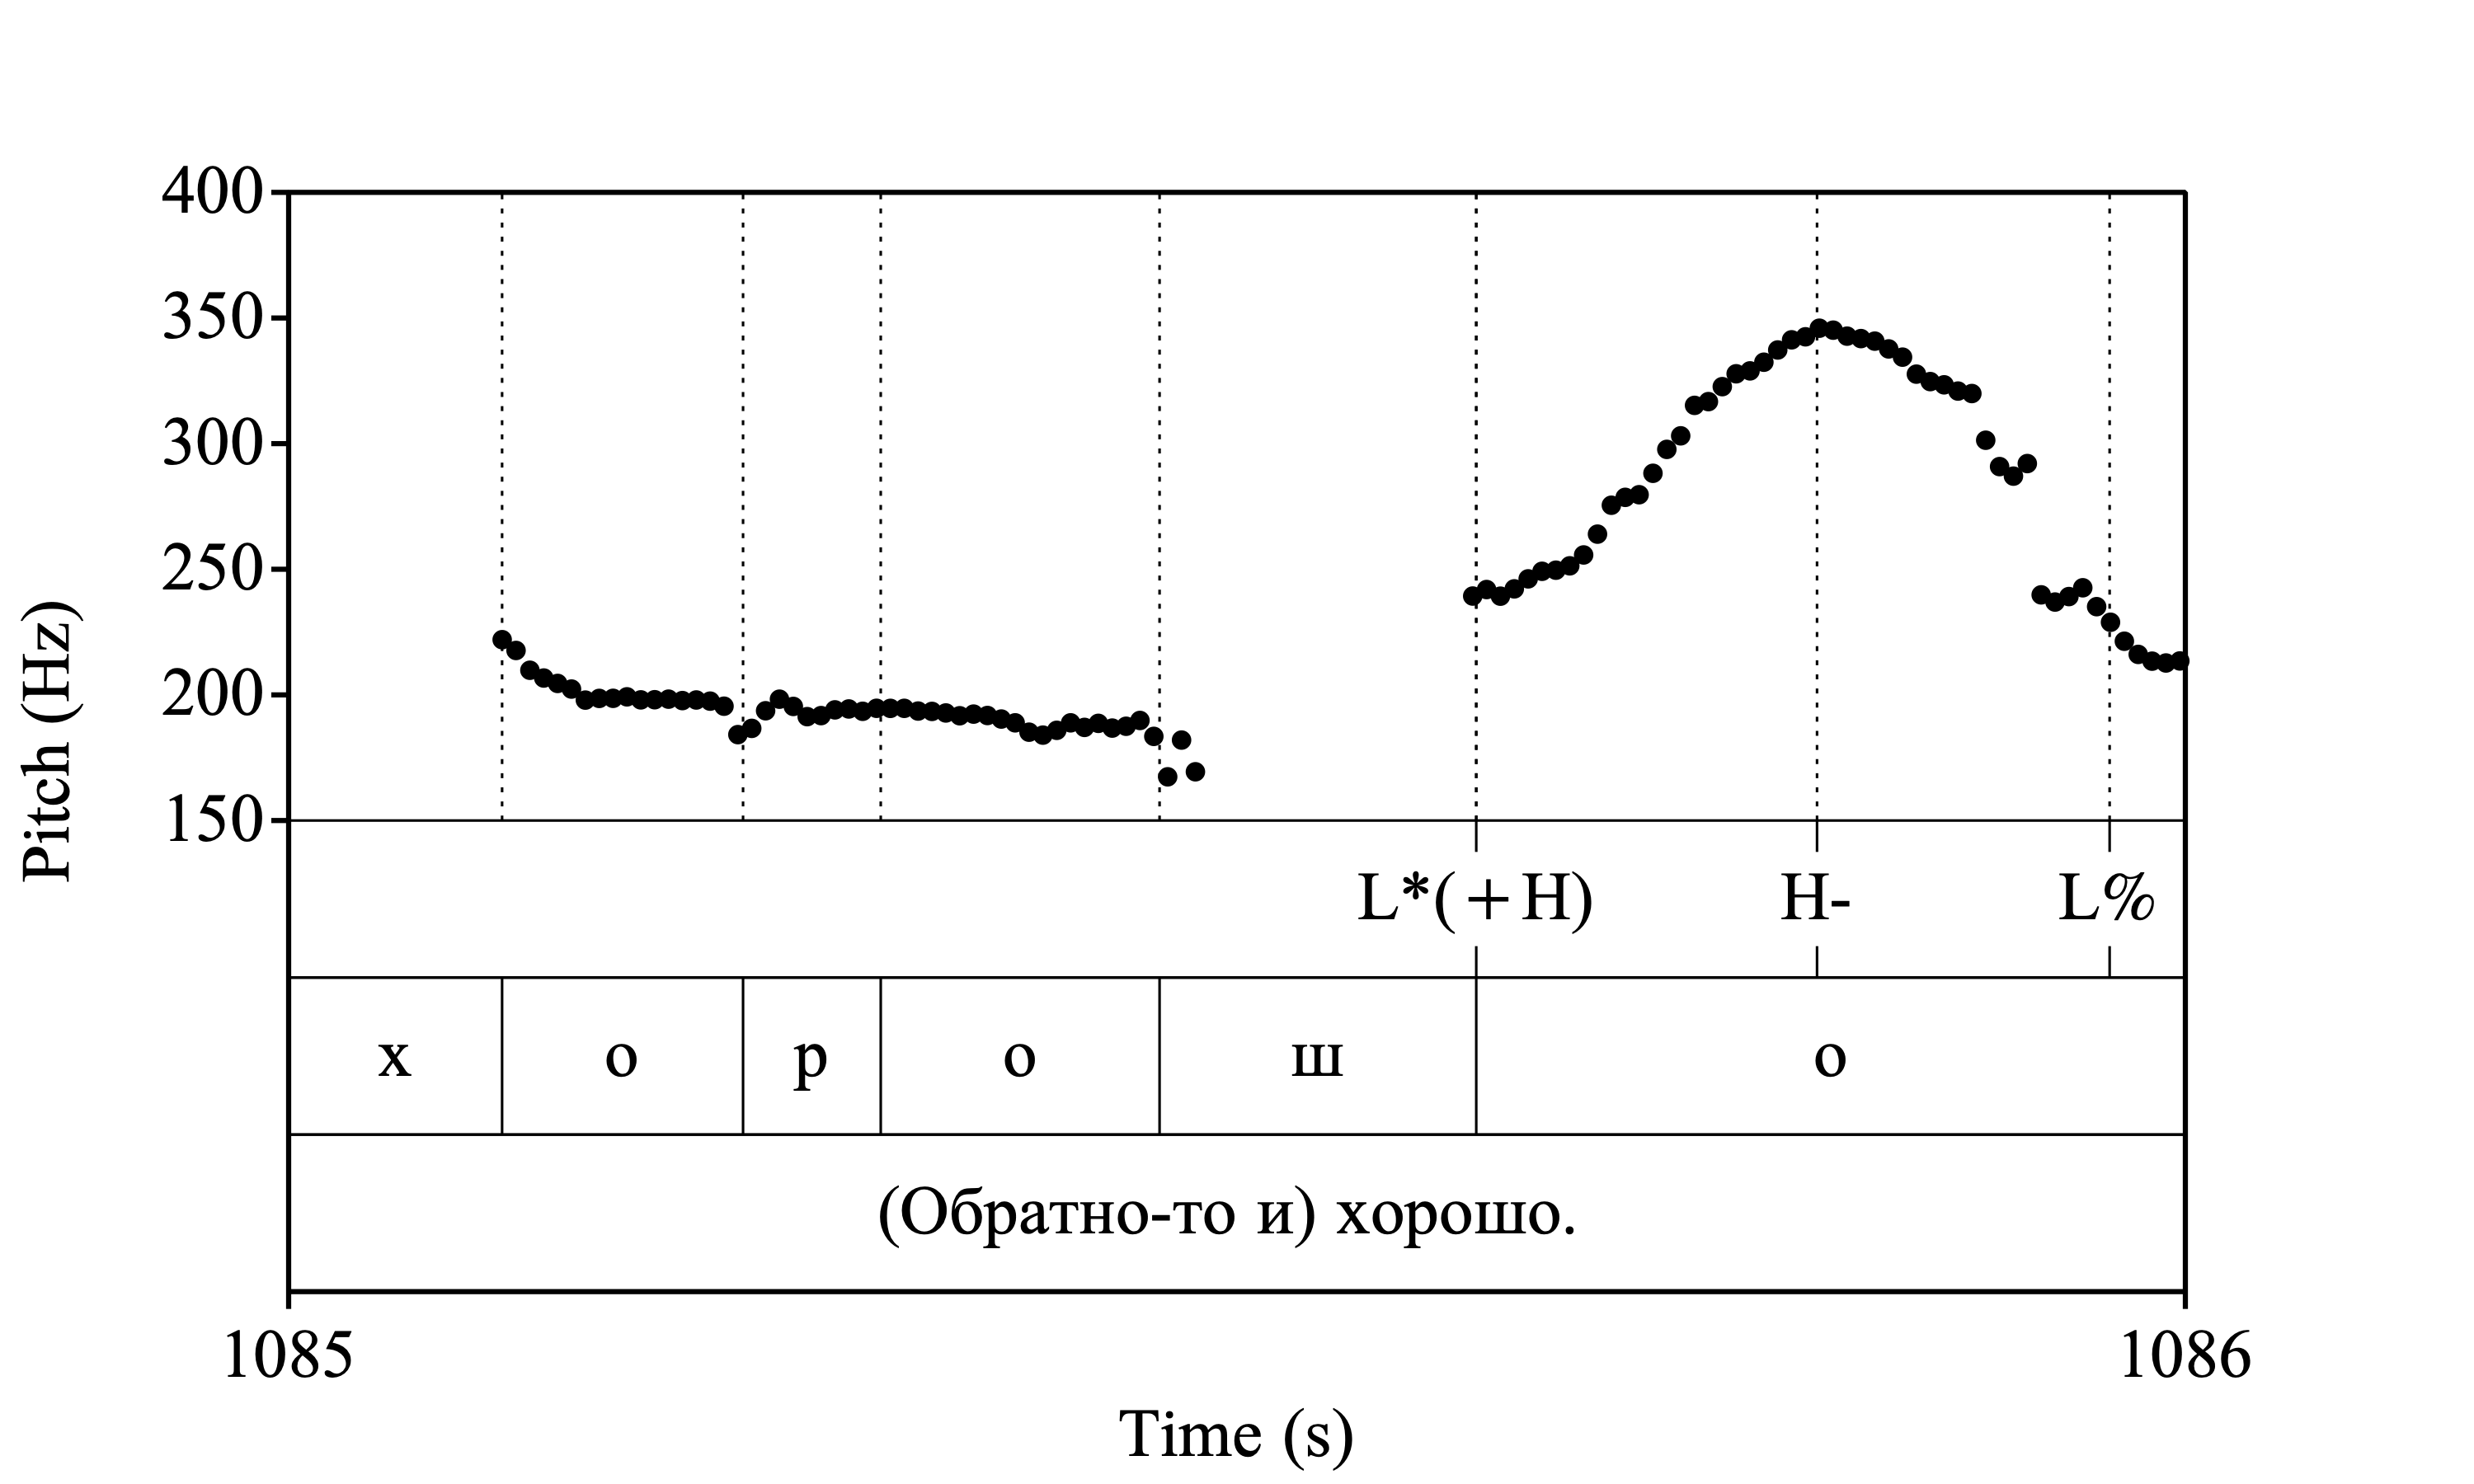 400
350
300
250
200
150
Pitch (Hz)
L*(+H) H- L%
х о р о ш о
(Обратно-то и) хорошо.
1085 1086
Time (s)